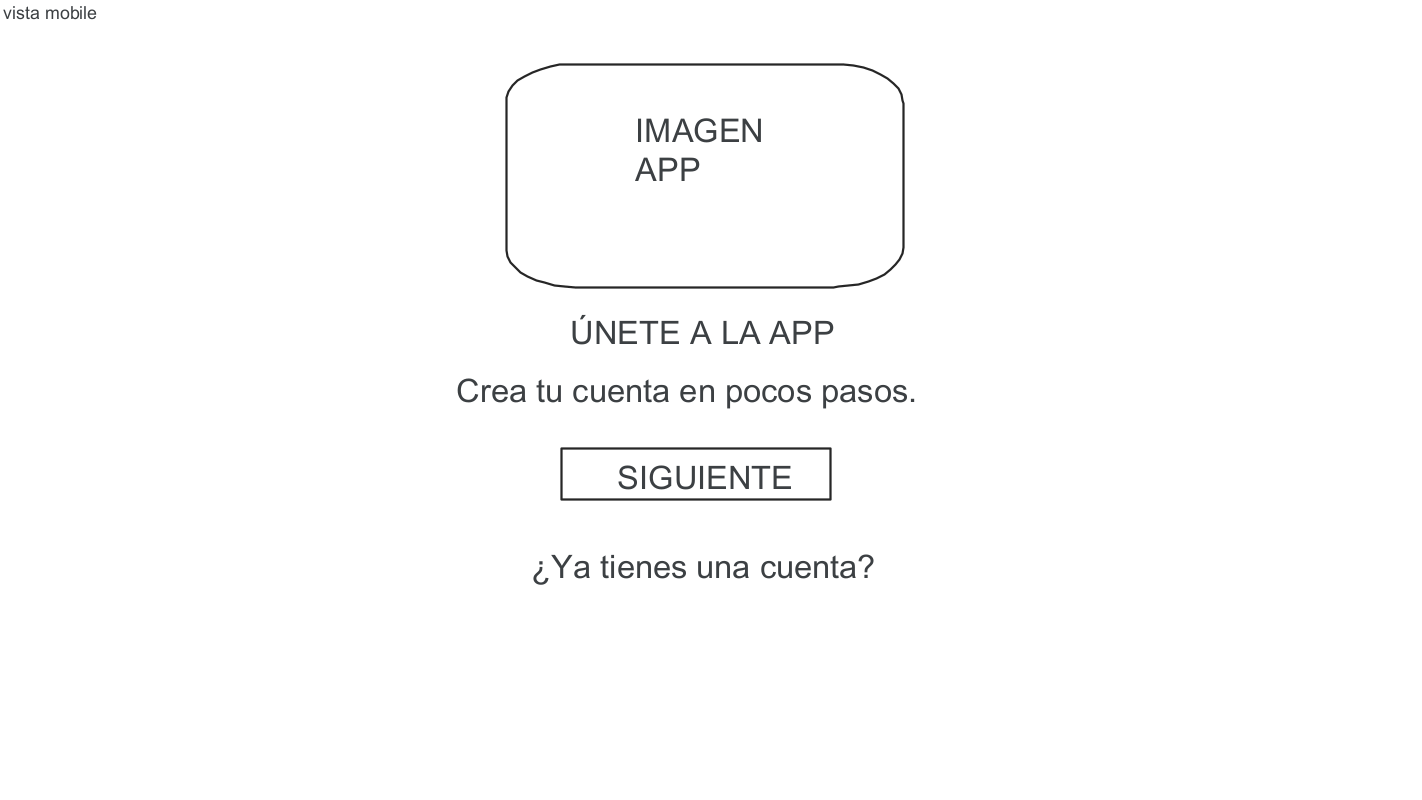 vista mobile
IMAGEN
APP
ÚNETE A LA APP
Crea tu cuenta en pocos pasos.
SIGUIENTE
¿Ya tienes una cuenta?